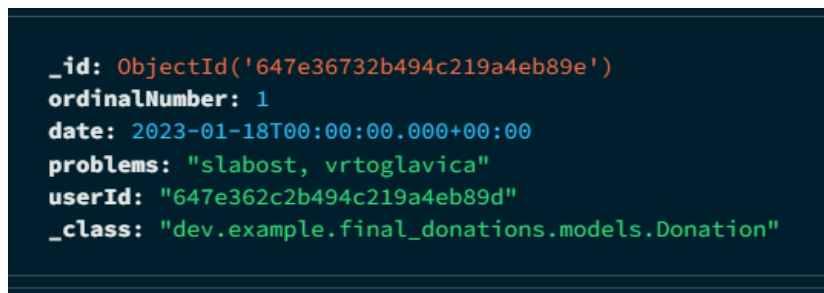 _id: ObjectId('647e36732b494c219a4eb89e')
ordinalNumber: 1
date: 2023-01-18T00:00:00.000+00:00
problems: "slabost, vrtoglavica"
userId: "647e362c2b494c219a4eb89d"
_class: "dev.example.final_donations.models.Donation"